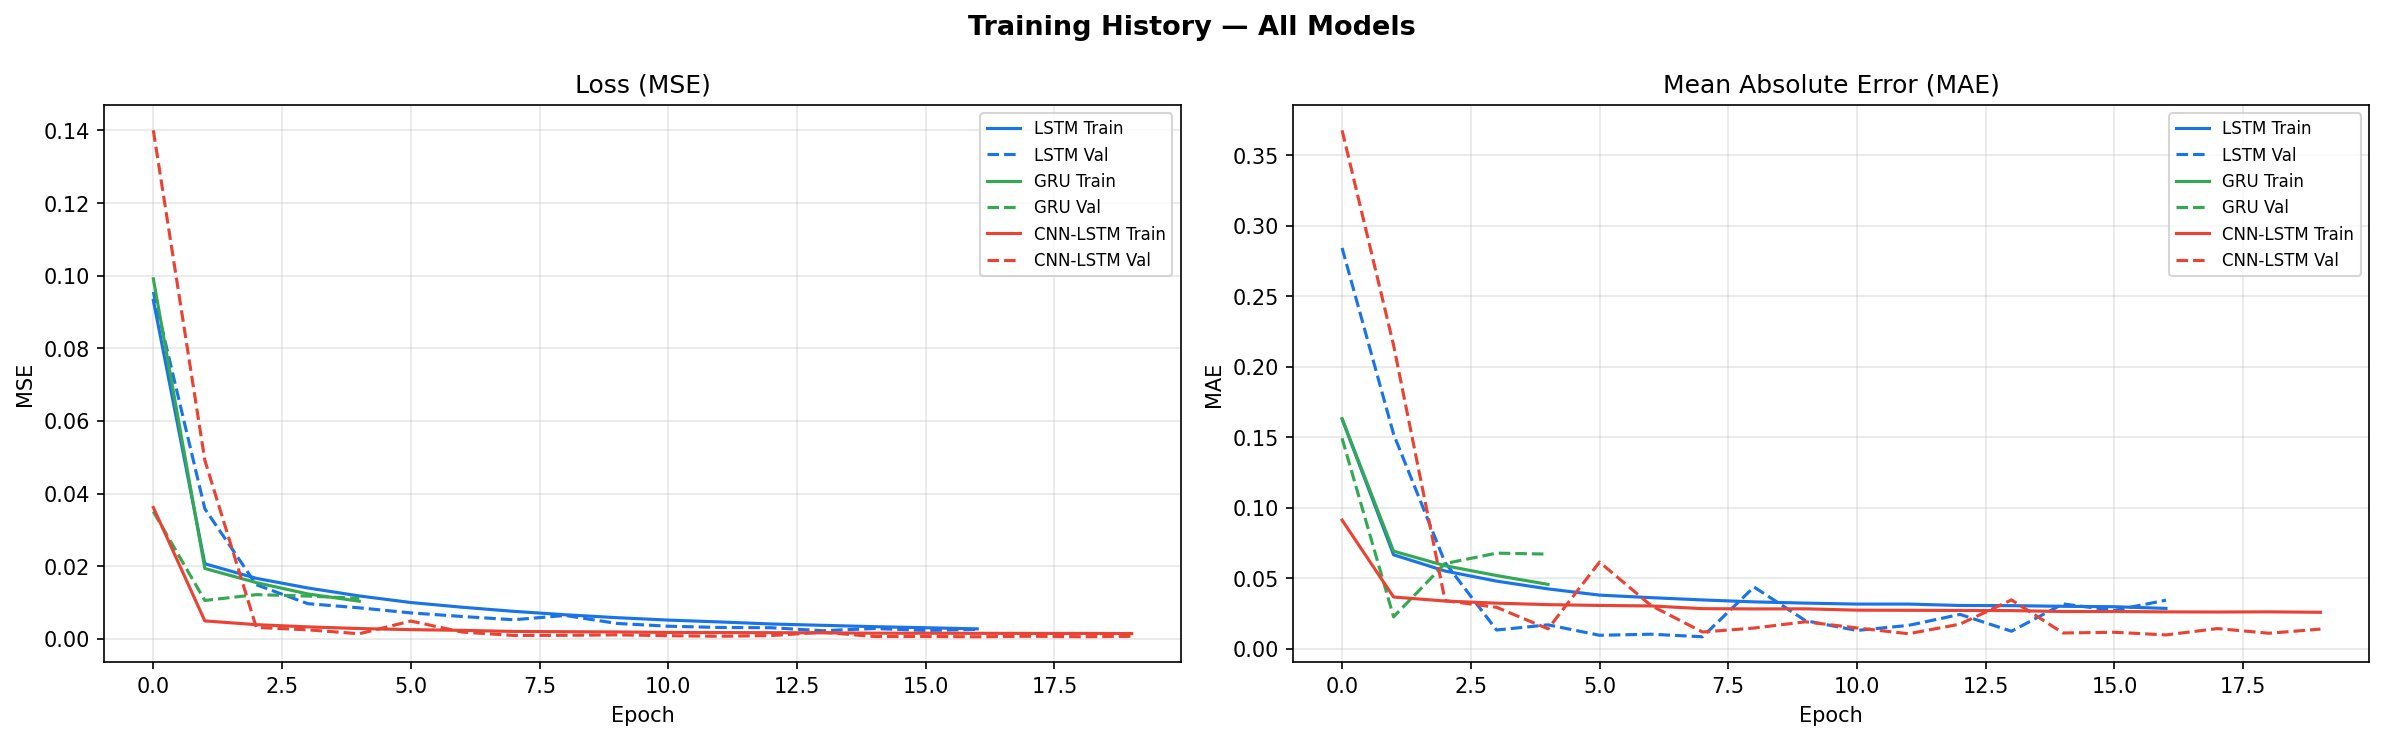 Training History — All Models
Loss (MSE)
MSE
0.14
0.12
0.10
0.08
0.06
0.04
0.02
0.00
LSTM Train
LSTM Val
GRU Train
GRU Val
CNN-LSTM Train
CNN-LSTM Val
0.0 2.5 5.0 7.5 10.0 12.5 15.0 17.5
Epoch
Mean Absolute Error (MAE)
MAE
0.35
0.30
0.25
0.20
0.15
0.10
0.05
0.00
LSTM Train
LSTM Val
GRU Train
GRU Val
CNN-LSTM Train
CNN-LSTM Val
0.0 2.5 5.0 7.5 10.0 12.5 15.0 17.5
Epoch